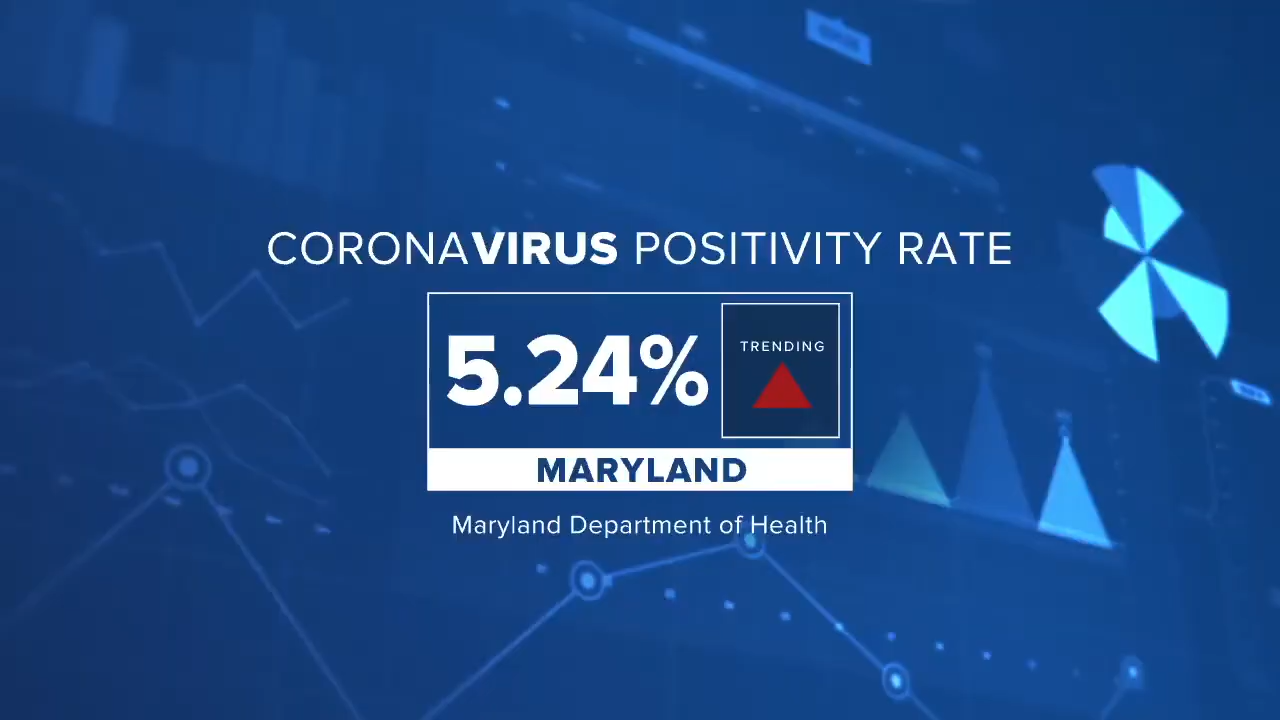 CORONAVIRUS POSITIVITY RATE
5.24%
TRENDING
MARYLAND
Maryland Department of Health